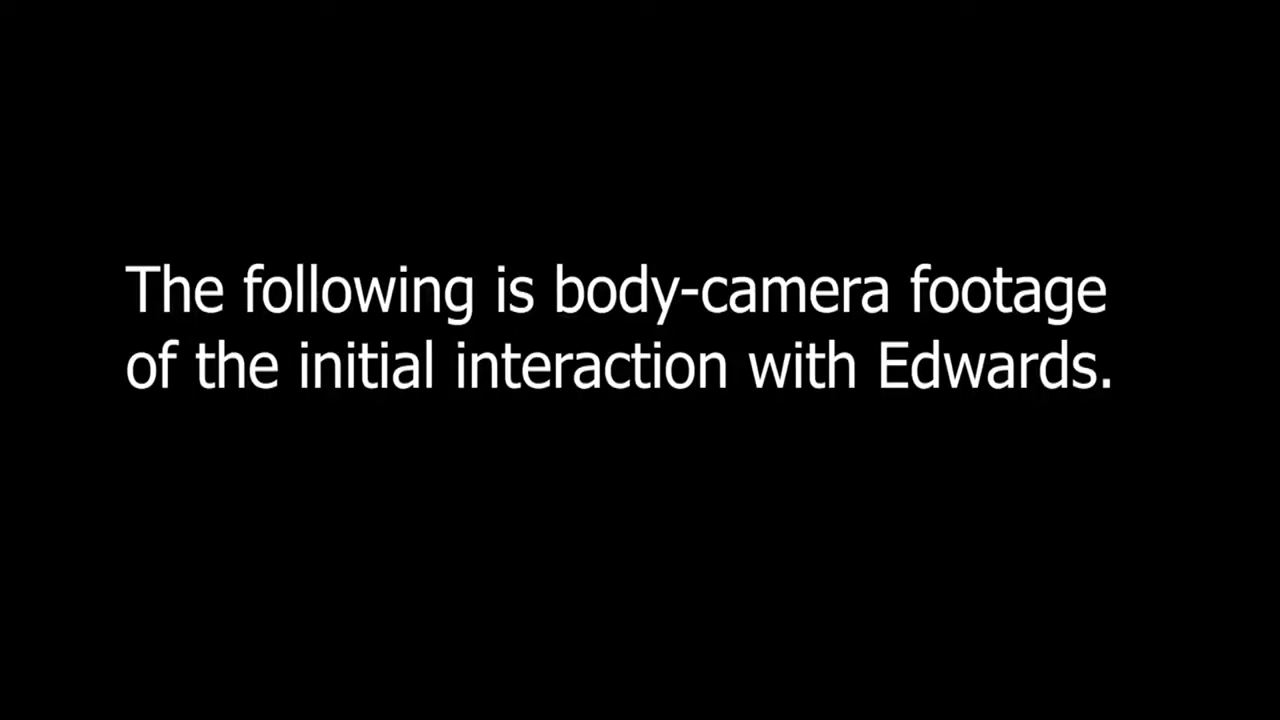 The following is body-camera footage
of the initial interaction with Edwards.